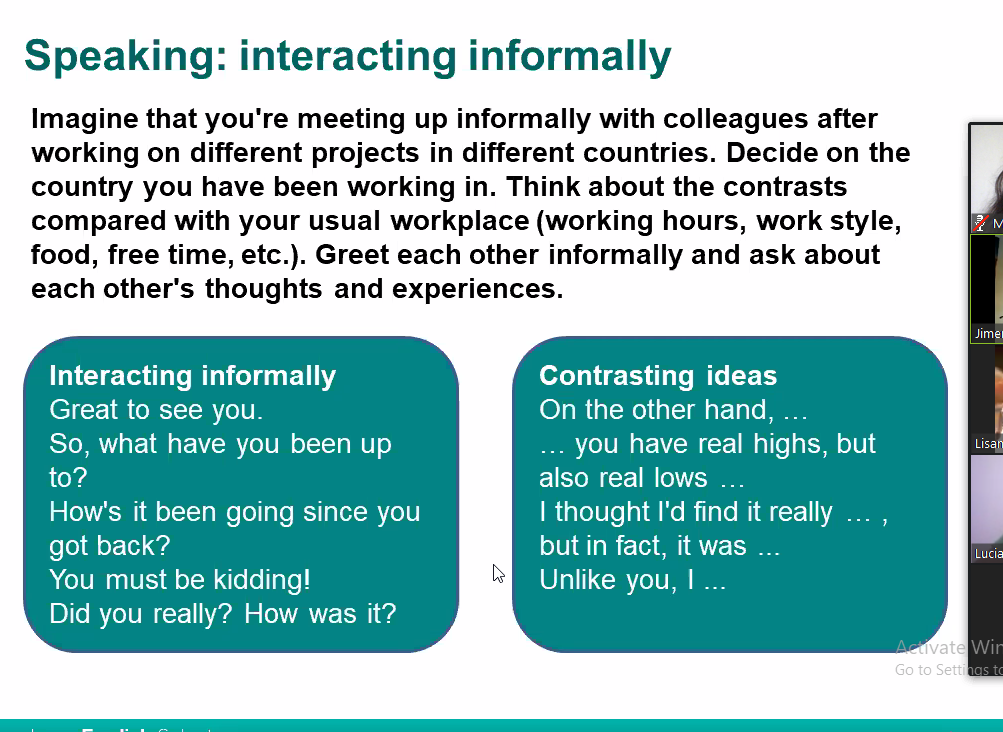 Speaking: interacting informally
Imagine that you're meeting up informally with colleagues after
working on different projects in different countries. Decide on the
country you have been working in. Think about the contrasts
compared with your usual workplace (working hours, work style,
food, free time, etc.). Greet each other informally and ask about
each other's thoughts and experiences.
Interacting informally
Great to see you.
So, what have you been up
to?
How's it been going since you
got back?
You must be kidding!
Did you really? How was it?
Contrasting ideas
On the other hand, …
… you have real highs, but
also real lows …
I thought I'd find it really … ,
but in fact, it was ...
Unlike you, I ...
M
Jimen
Lisan
Lucia
Activate Win
Go to Settings to